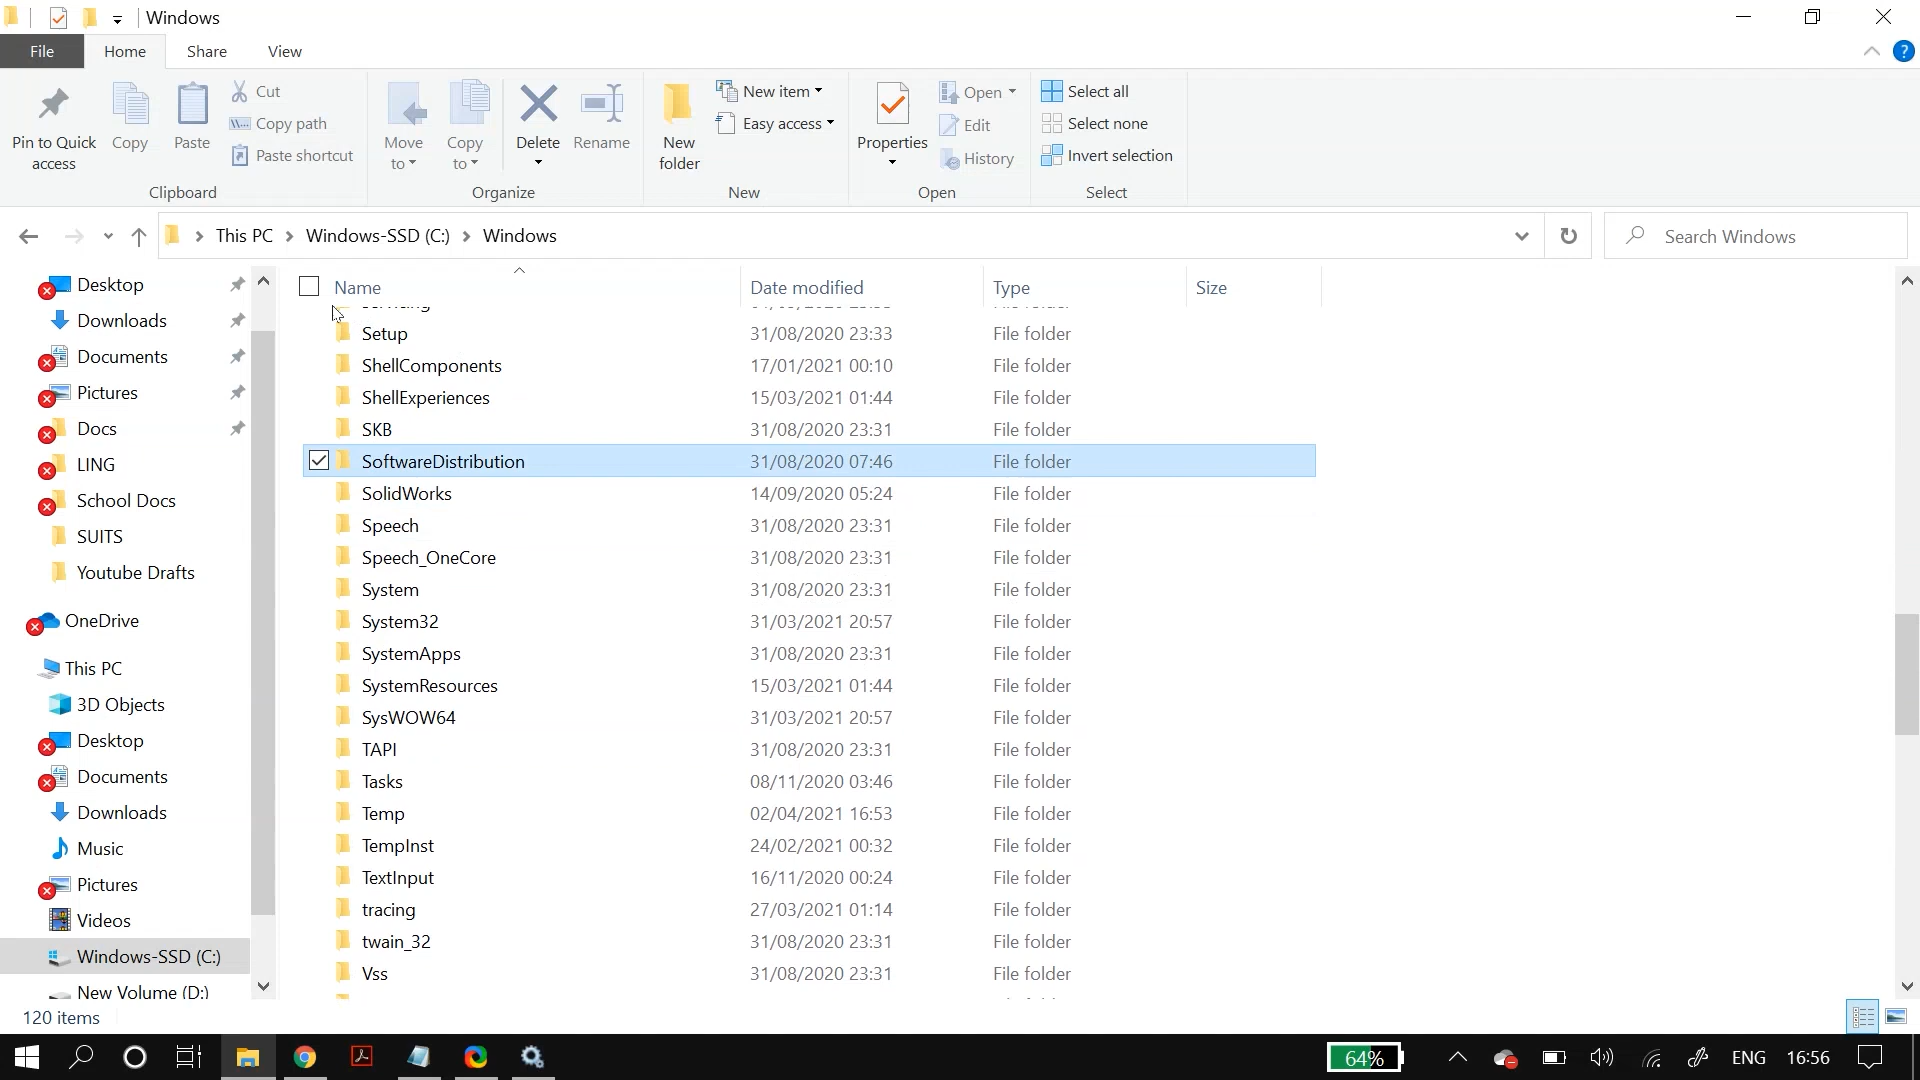 Windows
File Home Share View
Pin to Quick access
Copy
Paste
Cut
Copy path
Paste shortcut
Clipboard
Move to
Copy to
Delete
Rename
Organize
New folder
New item
Easy access
New
Properties
Open
Edit
History
Open
Select all
Select none
Invert selection
Select
This PC Windows-SSD (C:) Windows
Search Windows
Desktop
Downloads
Documents
Pictures
Docs
LING
School Docs
SUITS
Youtube Drafts
OneDrive
This PC
3D Objects
Desktop
Documents
Downloads
Music
Pictures
Videos
Windows-SSD (C:)
New Volume (D:)
Name Date modified Type Size
Setup 31/08/2020 23:33 File folder
ShellComponents 17/01/2021 00:10 File folder
ShellExperiences 15/03/2021 01:44 File folder
SKB 31/08/2020 23:31 File folder
SoftwareDistribution 31/08/2020 07:46 File folder
SolidWorks 14/09/2020 05:24 File folder
Speech 31/08/2020 23:31 File folder
Speech_OneCore 31/08/2020 23:31 File folder
System 31/08/2020 23:31 File folder
System32 31/03/2021 20:57 File folder
SystemApps 31/08/2020 23:31 File folder
SystemResources 15/03/2021 01:44 File folder
SysWOW64 31/03/2021 20:57 File folder
TAPI 31/08/2020 23:31 File folder
Tasks 08/11/2020 03:46 File folder
Temp 02/04/2021 16:53 File folder
TempInst 24/02/2021 00:32 File folder
TextInput 16/11/2020 00:24 File folder
tracing 27/03/2021 01:14 File folder
twain_32 31/08/2020 23:31 File folder
Vss 31/08/2020 23:31 File folder
120 items
64% ENG 16:56